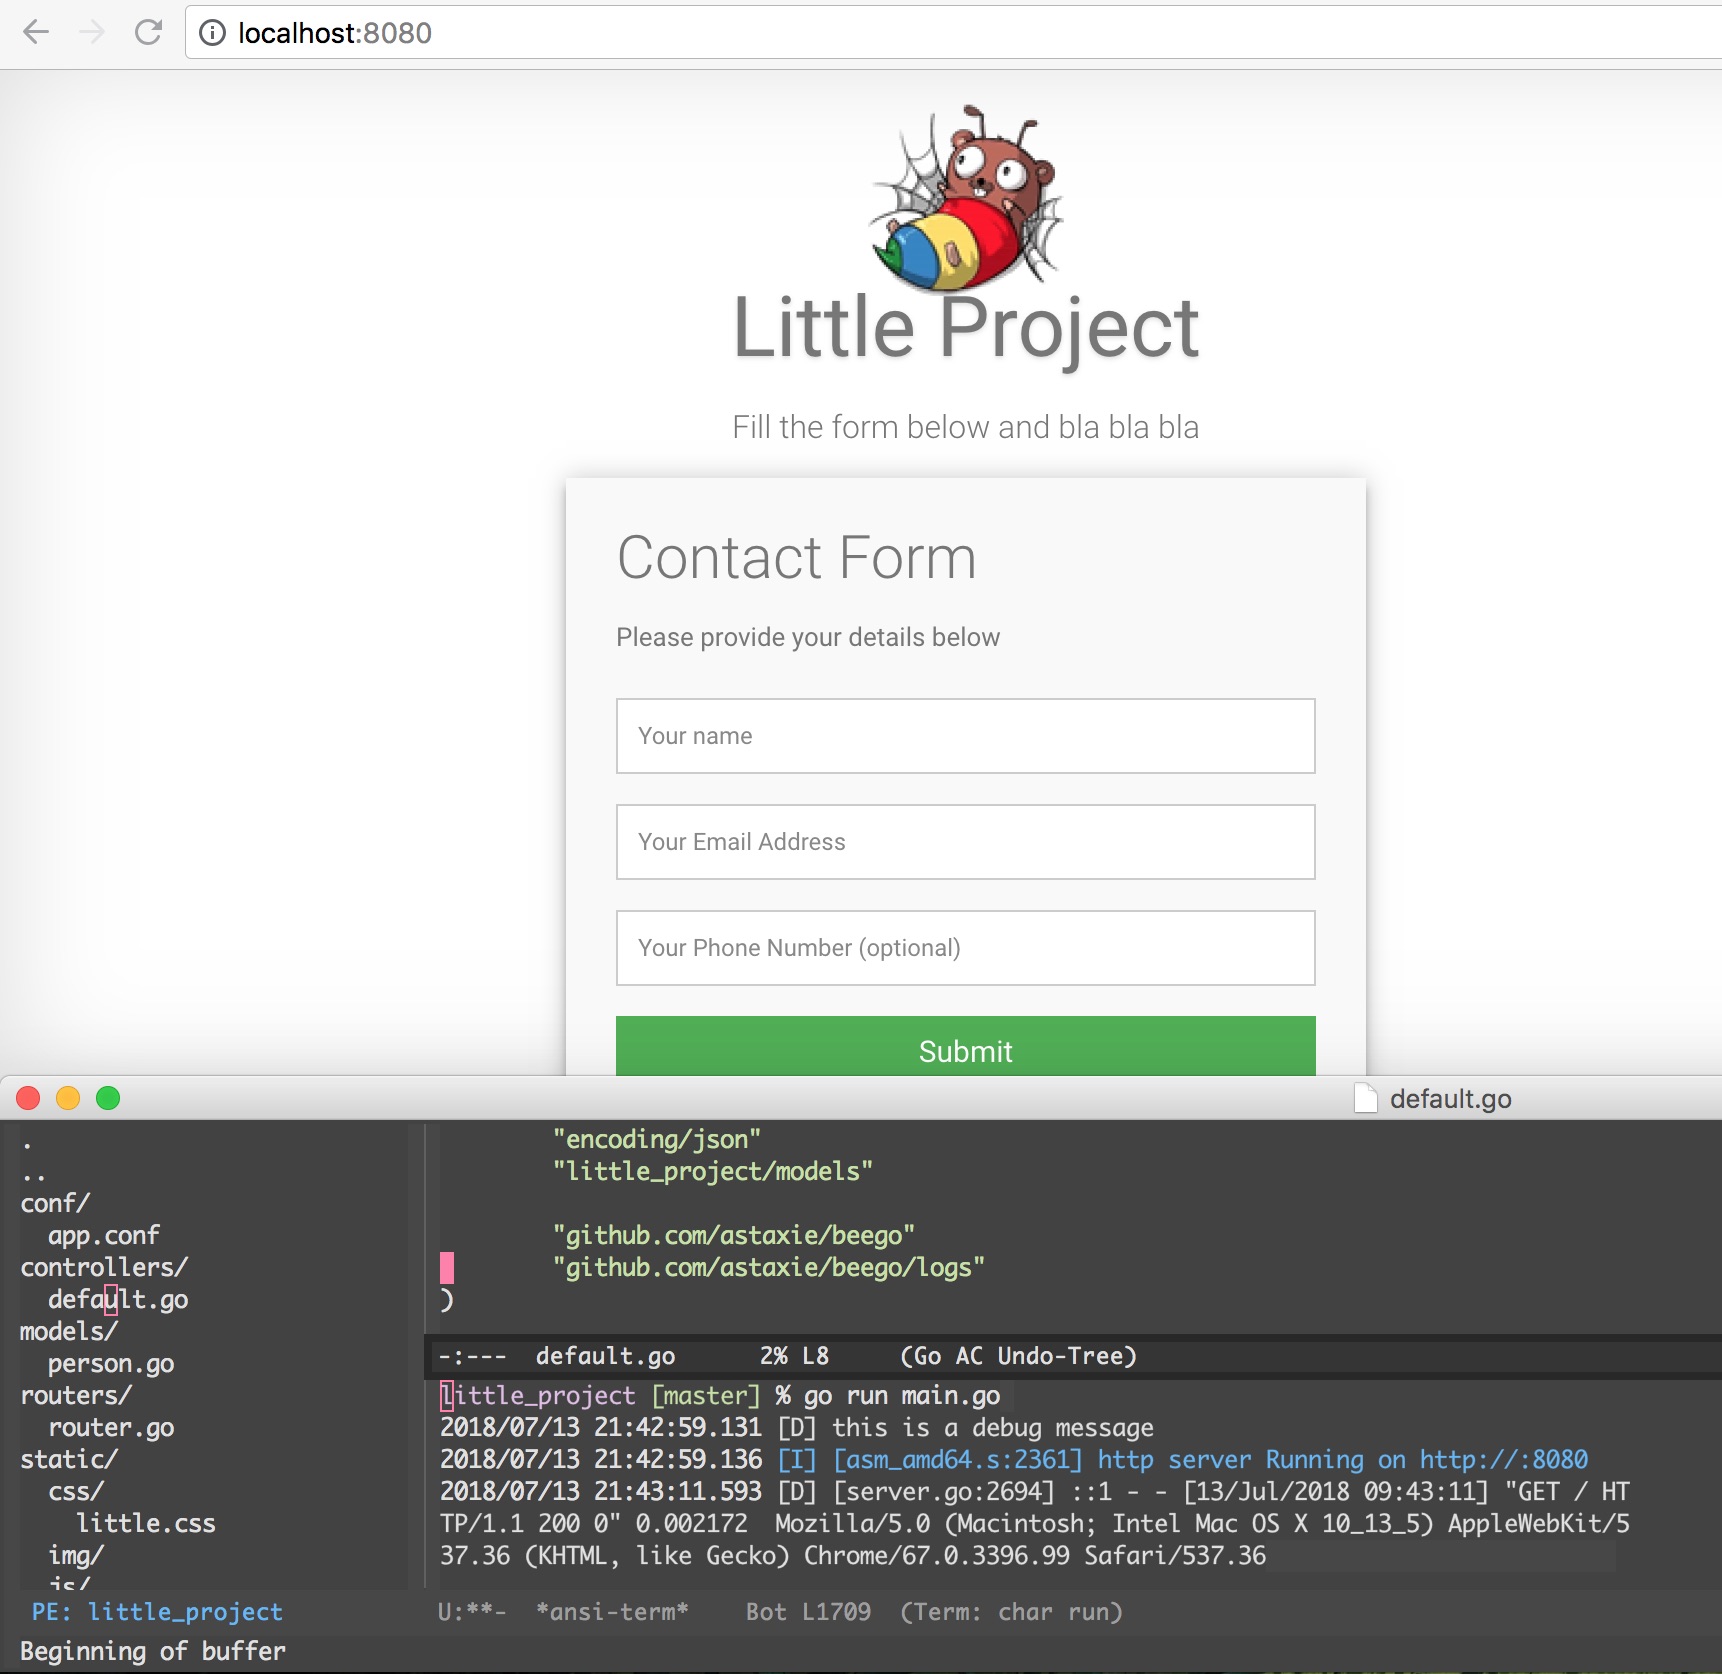 localhost:8080
Little Project
Fill the form below and bla bla bla
Contact Form
Please provide your details below
Your name
Your Email Address
Your Phone Number (optional)
Submit
default.go
.
..
conf/
app.conf
controllers/
default.go
models/
person.go
routers/
router.go
static/
css/
little.css
img/
js/
PE: little_project
"encoding/json"
"little_project/models"
"github.com/astaxie/beego"
"github.com/astaxie/beego/logs"
)
-:--- default.go 2% L8 (Go AC Undo-Tree)
little_project [master] % go run main.go
2018/07/13 21:42:59.131 [D] this is a debug message
2018/07/13 21:42:59.136 [I] [asm_amd64.s:2361] http server Running on http://:8080
2018/07/13 21:43:11.593 [D] [server.go:2694] ::1 - - [13/Jul/2018 09:43:11] "GET / HT
TP/1.1 200 0" 0.002172 Mozilla/5.0 (Macintosh; Intel Mac OS X 10_13_5) AppleWebKit/5
37.36 (KHTML, like Gecko) Chrome/67.0.3396.99 Safari/537.36
U:**- *ansi-term* Bot L1709 (Term: char run)
Beginning of buffer